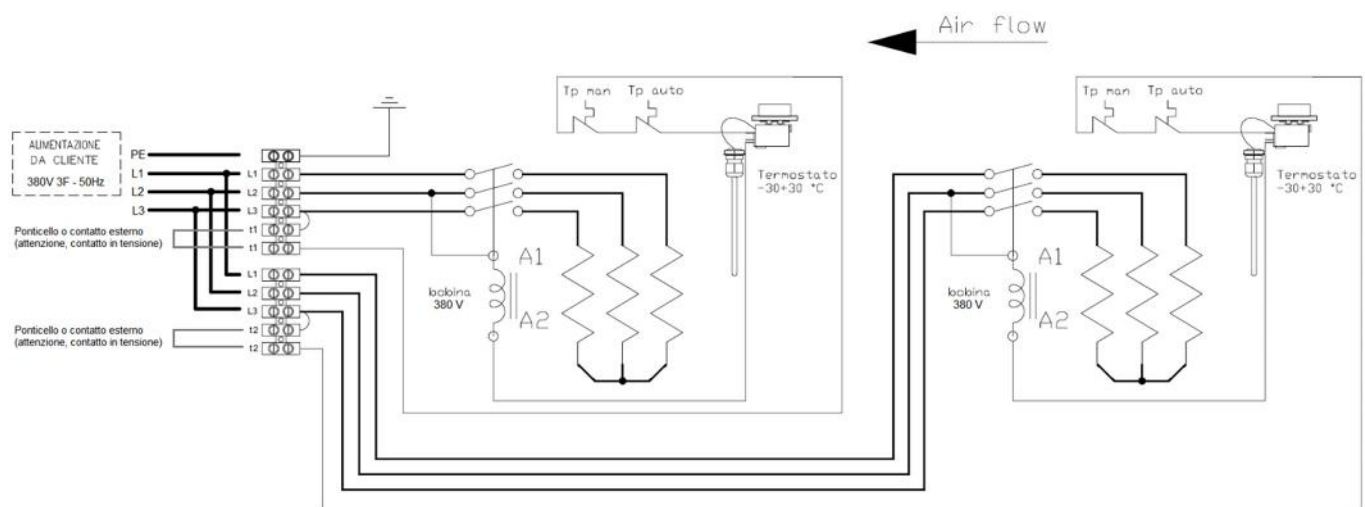 Air flow
Tp man Tp auto
Tp man Tp auto
ALIMENTAZIONE
DA CLIENTE
380V 3F - 50Hz
PE
L1
L2
L3
L1
L2
L3
t1
t1
L1
L2
L3
t2
t2
Ponticello o contatto esterno
(attenzione, contatto in tensione)
Ponticello o contatto esterno
(attenzione, contatto in tensione)
Termostato
-30+30 °C
A1
bobina
380 V
A2
Termostato
-30+30 °C
A1
bobina
380 V
A2